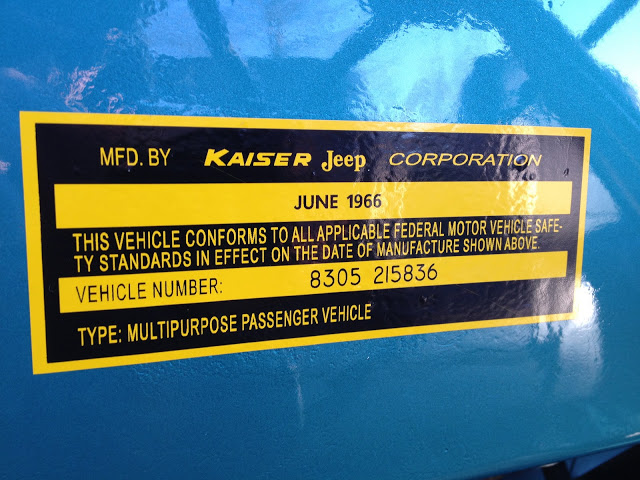 MFD. BY KAISER Jeep CORPORATION
JUNE 1966
THIS VEHICLE CONFORMS TO ALL APPLICABLE FEDERAL MOTOR VEHICLE SAFE-
TY STANDARDS IN EFFECT ON THE DATE OF MANUFACTURE SHOWN ABOVE.
VEHICLE NUMBER: 8305 215836
TYPE: MULTIPURPOSE PASSENGER VEHICLE